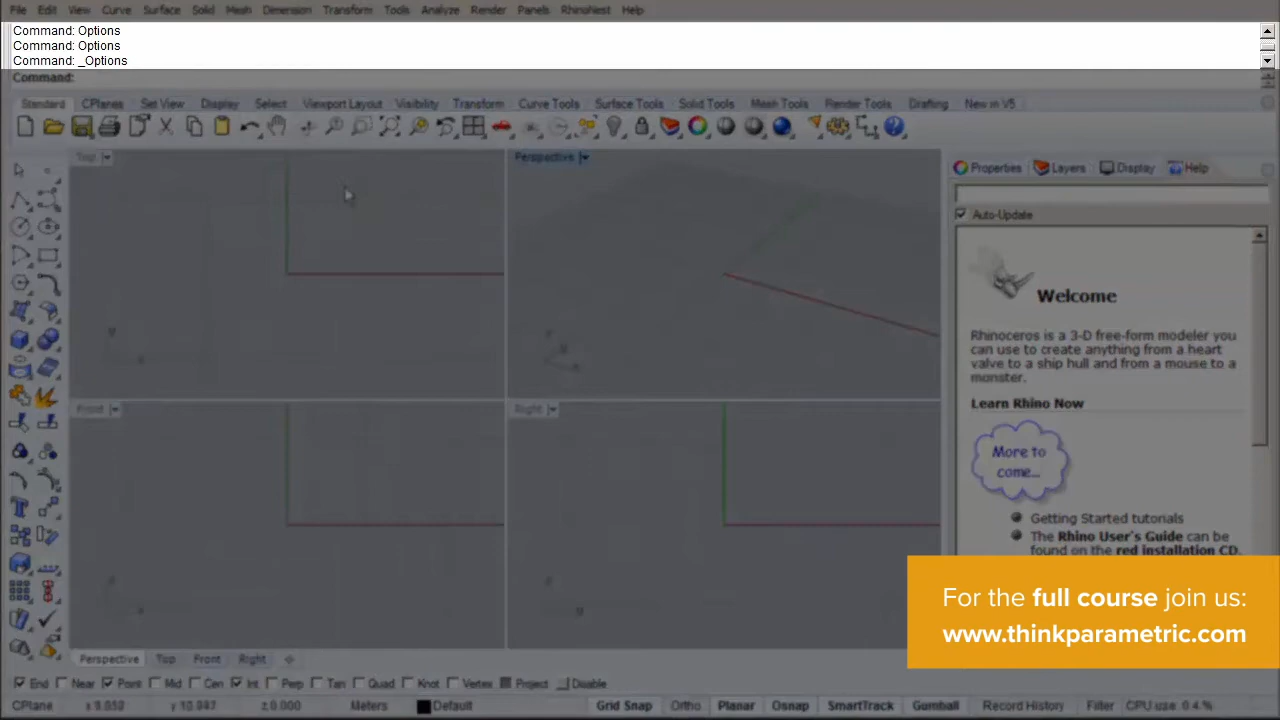 File Edit View Curve Surface Solid Mesh Dimension Transform Tools Analyze Render Panels RhinoNest Help
Command: Options
Command: Options
Command: _Options
Command:
Standard CPlanes Set View Display Select Viewport Layout Visibility Transform Curve Tools Surface Tools Solid Tools Mesh Tools Render Tools Drafting New in V5
Top
Perspective
Properties Layers Display Help
Auto-Update
Welcome
Rhinoceros is a 3-D free-form modeler you
can use to create anything from a heart
valve to a ship hull and from a mouse to a
monster.
Learn Rhino Now
More to
come...
Front
Right
Getting Started tutorials
The Rhino User's Guide can be
found on the red installation CD.
For the full course join us:
www.thinkparametric.com
Perspective Top Front Right
End Near Point Mid Cen Int Perp Tan Quad Knot Vertex Project Disable
CPlane Meters Default Grid Snap Ortho Planar Osnap SmartTrack Gumball Record History Filter CPU use: 0.4 %